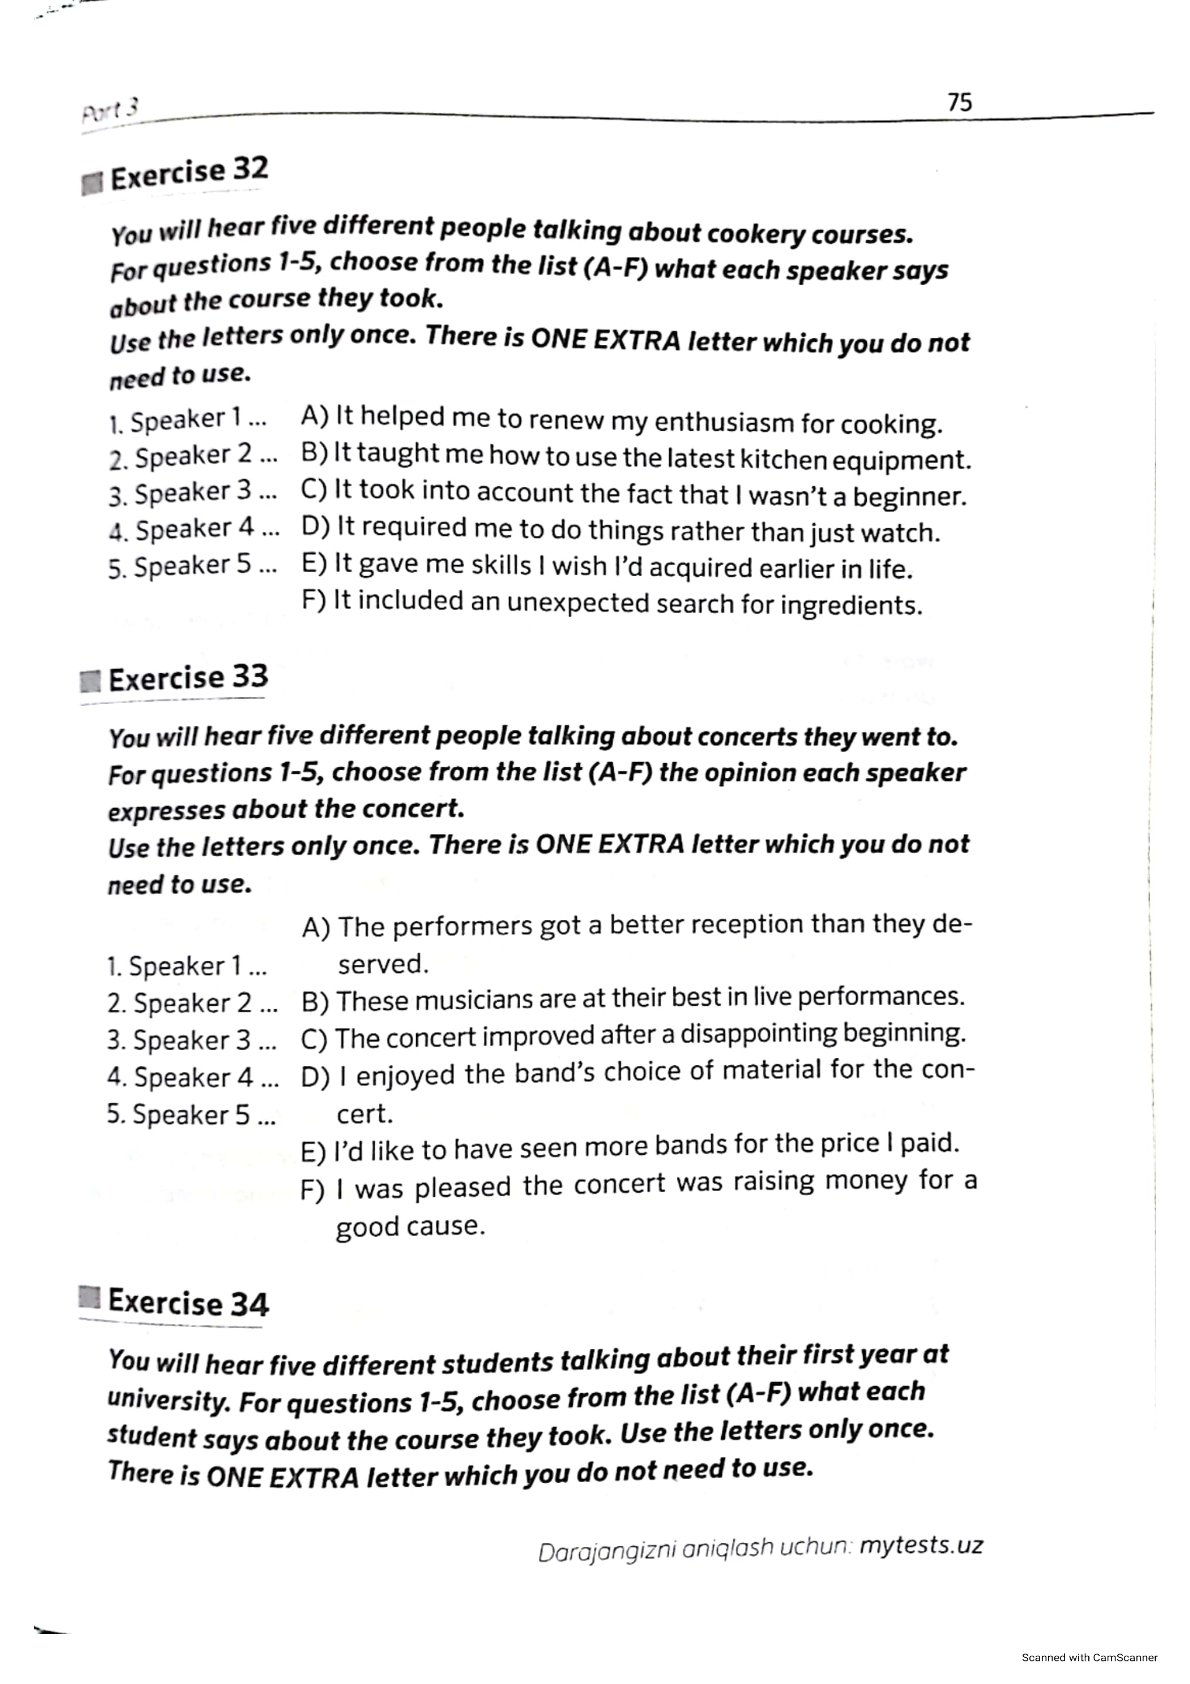 Part 3
75
Exercise 32
You will hear five different people talking about cookery courses.
For questions 1-5, choose from the list (A-F) what each speaker says
about the course they took.
Use the letters only once. There is ONE EXTRA letter which you do not
need to use.
1. Speaker 1 ... A) It helped me to renew my enthusiasm for cooking.
2. Speaker 2 ... B) It taught me how to use the latest kitchen equipment.
3. Speaker 3 ... C) It took into account the fact that I wasn't a beginner.
4. Speaker 4 ... D) It required me to do things rather than just watch.
5. Speaker 5 ... E) It gave me skills I wish I'd acquired earlier in life.
F) It included an unexpected search for ingredients.
Exercise 33
You will hear five different people talking about concerts they went to.
For questions 1-5, choose from the list (A-F) the opinion each speaker
expresses about the concert.
Use the letters only once. There is ONE EXTRA letter which you do not
need to use.
A) The performers got a better reception than they de-
1. Speaker 1 ... served.
2. Speaker 2 ... B) These musicians are at their best in live performances.
3. Speaker 3 ... C) The concert improved after a disappointing beginning.
4. Speaker 4 ... D) I enjoyed the band's choice of material for the con-
5. Speaker 5 ... cert.
E) I'd like to have seen more bands for the price I paid.
F) I was pleased the concert was raising money for a
good cause.
Exercise 34
You will hear five different students talking about their first year at
university. For questions 1-5, choose from the list (A-F) what each
student says about the course they took. Use the letters only once.
There is ONE EXTRA letter which you do not need to use.
Darajangizni aniqlash uchun: mytests.uz
Scanned with CamScanner